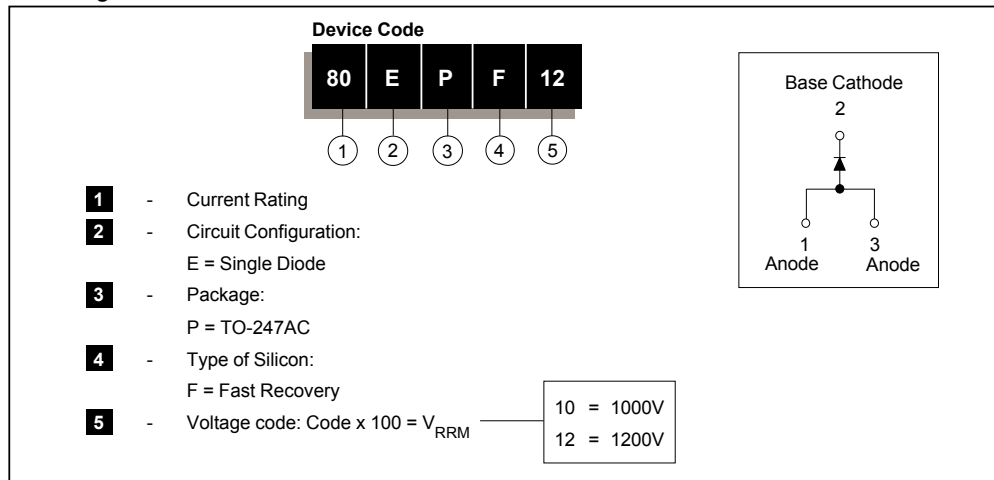 Device Code
80 E P F 12
1 2 3 4 5
Base Cathode
2
1 3
Anode Anode
1 - Current Rating
2 - Circuit Configuration:
E = Single Diode
3 - Package:
P = TO-247AC
4 - Type of Silicon:
F = Fast Recovery
5 - Voltage code: Code x 100 = VRRM
10 = 1000V
12 = 1200V